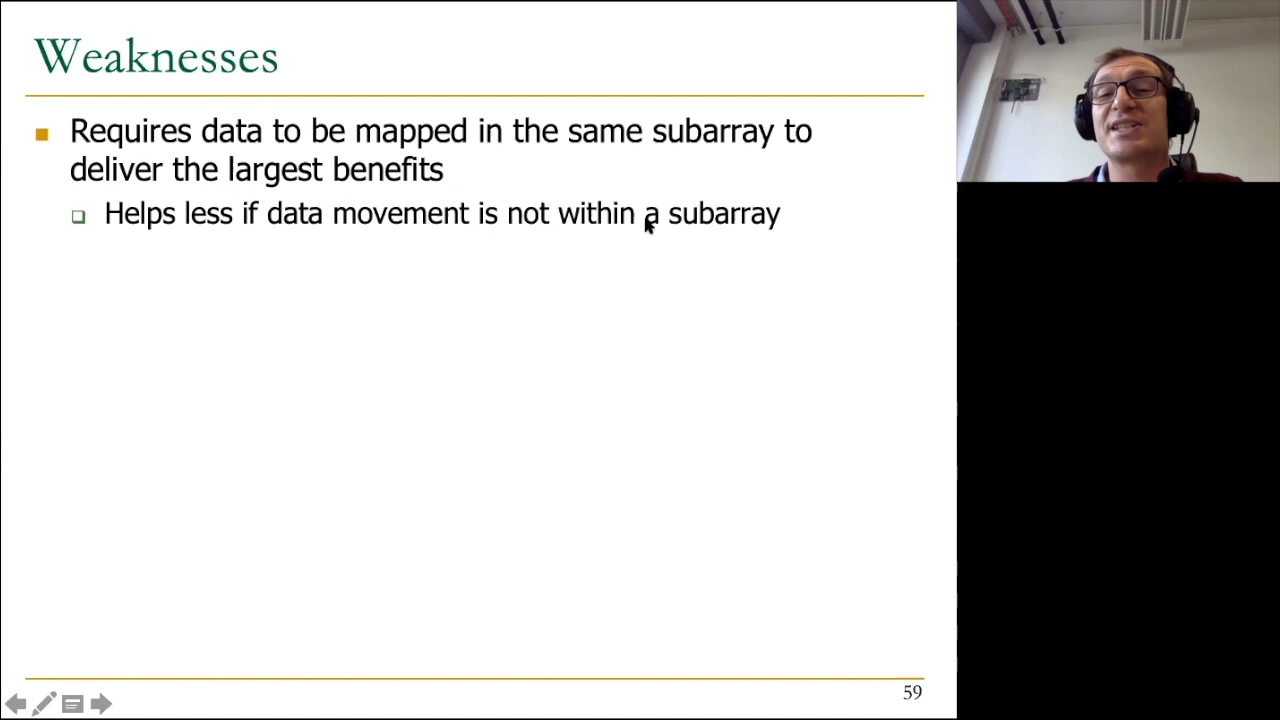 Weaknesses
Requires data to be mapped in the same subarray to
deliver the largest benefits
Helps less if data movement is not within a subarray
59